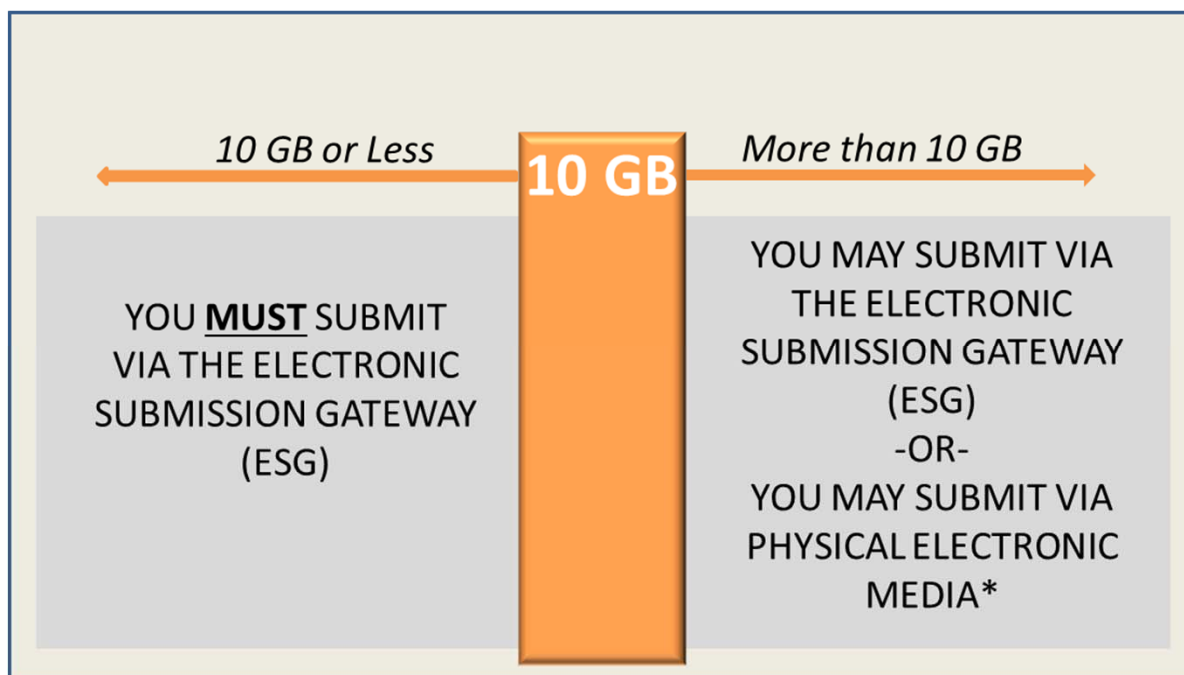 10 GB or Less
10 GB
More than 10 GB
YOU MUST SUBMIT
VIA THE ELECTRONIC
SUBMISSION GATEWAY
(ESG)
YOU MAY SUBMIT VIA
THE ELECTRONIC
SUBMISSION GATEWAY
(ESG)
-OR-
YOU MAY SUBMIT VIA
PHYSICAL ELECTRONIC
MEDIA*